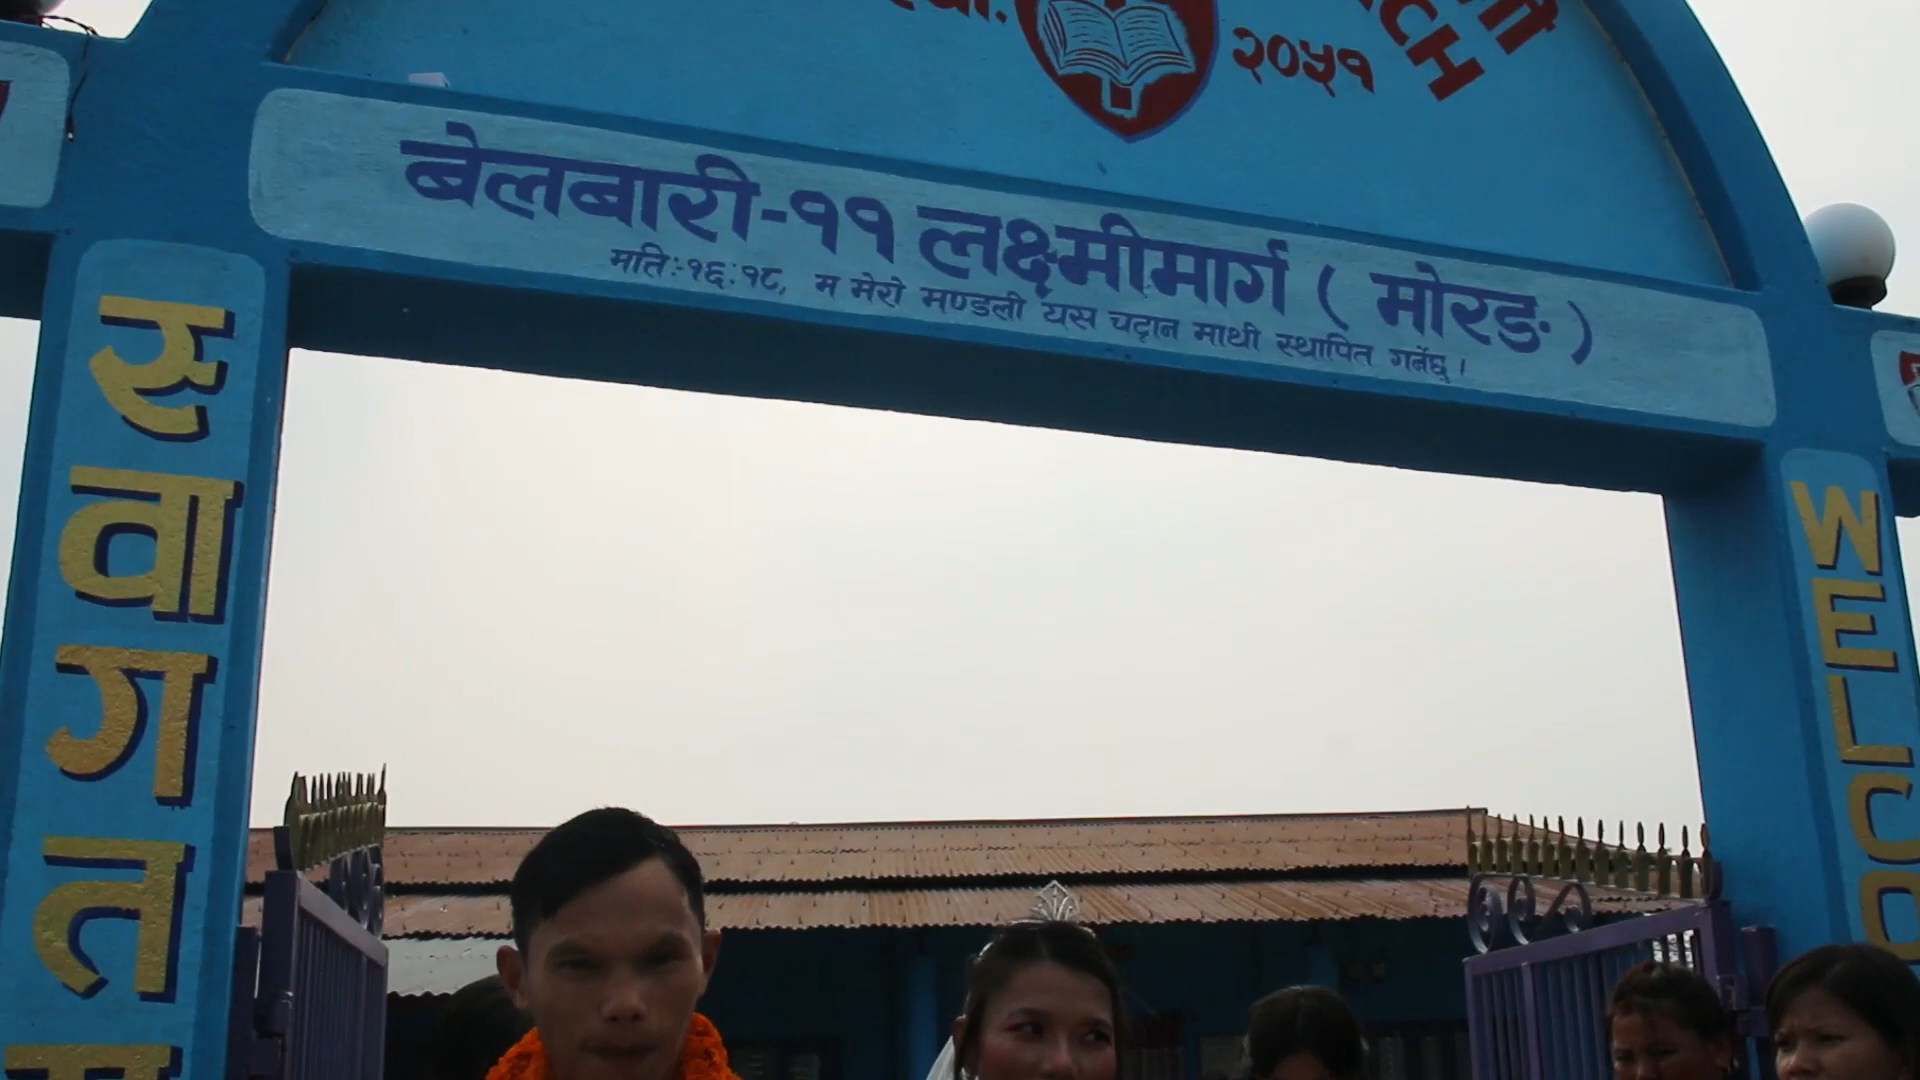 २०५१
बेलबारी-११ लक्ष्मीमार्ग ( मोरङ )
मति:-१६:१८, म मेरो मण्डली यस चट्टान माथी स्थापित गर्नेछु ।
स्वागत
WELCO